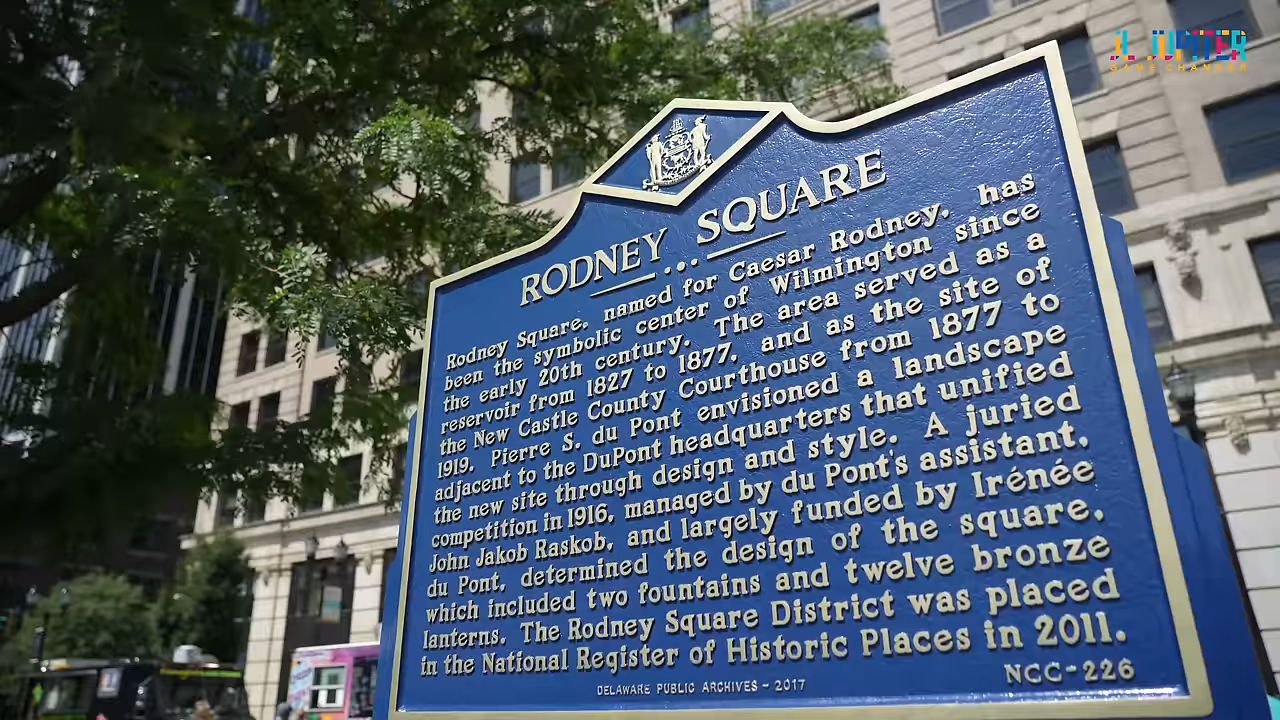 JL JUPITER
GAME CHANGER
RODNEY SQUARE
Rodney Square, named for Caesar Rodney, has
been the symbolic center of Wilmington since
the early 20th century. The area served as a
reservoir from 1827 to 1877, and as the site of
the New Castle County Courthouse from 1877 to
1919. Pierre S. du Pont envisioned a landscape
adjacent to the DuPont headquarters that unified
the new site through design and style. A juried
competition in 1916, managed by du Pont's assistant,
John Jakob Raskob, and largely funded by Irénée
du Pont, determined the design of the square,
which included two fountains and twelve bronze
lanterns. The Rodney Square District was placed
in the National Register of Historic Places in 2011.
DELAWARE PUBLIC ARCHIVES - 2017
NCC-226